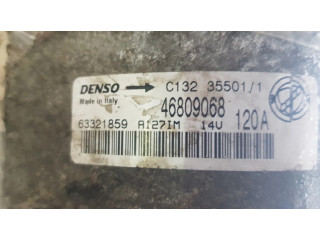 DENSO C132 35501/1
Made in Italy
46809068
63321859 A127IM 14V 120A